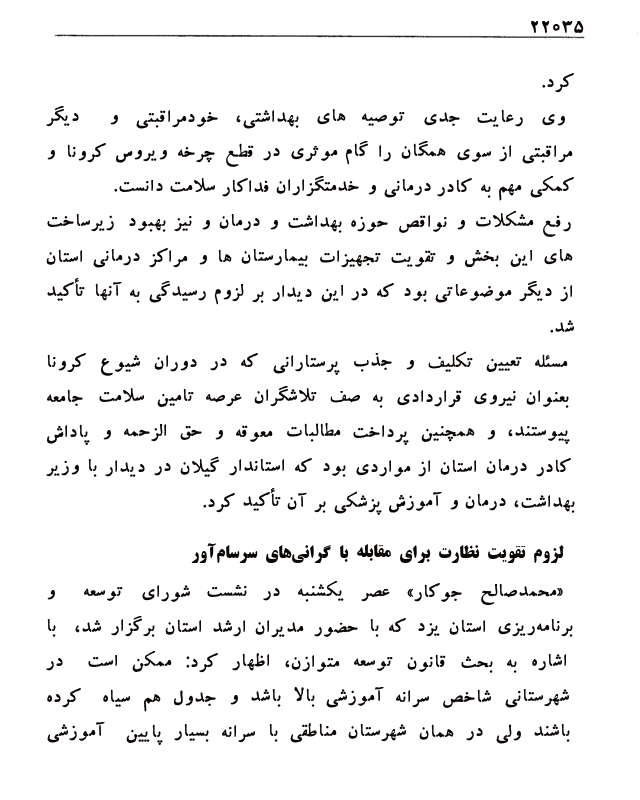 ۲۲۰۳۵
کرد.
وی رعایت جدی توصیه های بهداشتی، خودمراقبتی و دیگر
مراقبتی از سوی همگان را گام موثری در قطع چرخه ویروس کرونا و
کمکی مهم به کادر درمانی و خدمتگزاران فداکار سلامت دانست.
رفع مشکلات و نواقص حوزه بهداشت و درمان و نیز بهبود زیرساخت
های این بخش و تقویت تجهیزات بیمارستان ها و مراکز درمانی استان
از دیگر موضوعاتی بود که در این دیدار بر لزوم رسیدگی به آنها تأکید
شد.
مسئله تعیین تکلیف و جذب پرستارانی که در دوران شیوع کرونا
بعنوان نیروی قراردادی به صف تلاشگران عرصه تامین سلامت جامعه
پیوستند، و همچنین پرداخت مطالبات معوقه و حق الزحمه و پاداش
کادر درمان استان از مواردی بود که استاندار گیلان در دیدار با وزیر
بهداشت، درمان و آموزش پزشکی بر آن تأکید کرد.
لزوم تقویت نظارت برای مقابله با گرانی‌های سرسام‌آور
«محمدصالح جوکار» عصر یکشنبه در نشست شورای توسعه و
برنامه‌ریزی استان یزد که با حضور مدیران ارشد استان برگزار شد، با
اشاره به بحث قانون توسعه متوازن، اظهار کرد: ممکن است در
شهرستانی شاخص سرانه آموزشی بالا باشد و جدول هم سیاه کرده
باشند ولی در همان شهرستان مناطقی با سرانه بسیار پایین آموزشی